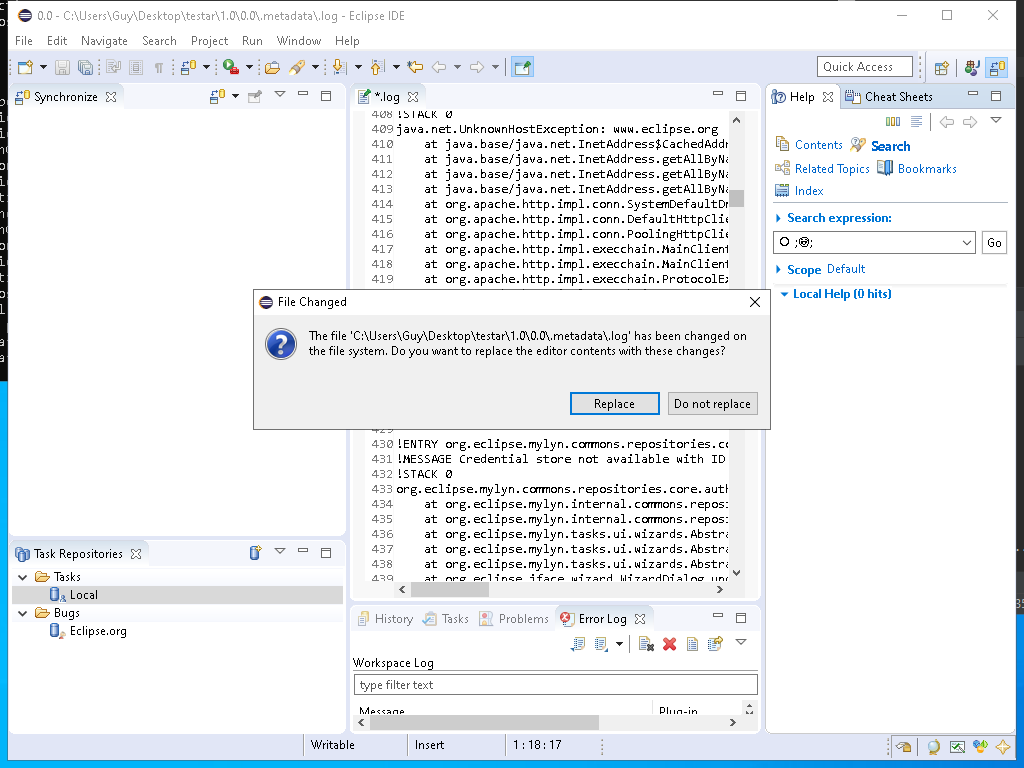 0.0 - C:\Users\Guy\Desktop\testar\1.0\0.0\.metadata\.log - Eclipse IDE
File Edit Navigate Search Project Run Window Help
Quick Access
Synchronize
*.log
408 !STACK 0
409 java.net.UnknownHostException: www.eclipse.org
410 at java.base/java.net.InetAddress$CachedAddr
411 at java.base/java.net.InetAddress.getAllByNa
412 at java.base/java.net.InetAddress.getAllByNa
413 at java.base/java.net.InetAddress.getAllByNa
414 at org.apache.http.impl.conn.SystemDefaultDn
415 at org.apache.http.impl.conn.DefaultHttpClie
416 at org.apache.http.impl.conn.PoolingHttpClie
417 at org.apache.http.impl.execchain.MainClient
418 at org.apache.http.impl.execchain.MainClient
419 at org.apache.http.impl.execchain.ProtocolEx
File Changed
The file 'C:\Users\Guy\Desktop\testar\1.0\0.0\.metadata\.log' has been changed on
the file system. Do you want to replace the editor contents with these changes?
Replace
Do not replace
429
430 !ENTRY org.eclipse.mylyn.commons.repositories.co
431 !MESSAGE Credential store not available with ID
432 !STACK 0
433 org.eclipse.mylyn.commons.repositories.core.auth
434 at org.eclipse.mylyn.internal.commons.repos
435 at org.eclipse.mylyn.internal.commons.repos
436 at org.eclipse.mylyn.tasks.ui.wizards.Abstra
437 at org.eclipse.mylyn.tasks.ui.wizards.Abstra
438 at org.eclipse.mylyn.tasks.ui.wizards.Abstra
439 at org.eclipse.jface.wizard.WizardDialog.up
Help
Cheat Sheets
Contents Search
Related Topics Bookmarks
Index
Search expression:
Go
Scope Default
Local Help (0 hits)
Task Repositories
Tasks
Local
Bugs
Eclipse.org
History Tasks Problems Error Log
Workspace Log
type filter text
Message Plug-in
Writable Insert 1 : 18 : 17